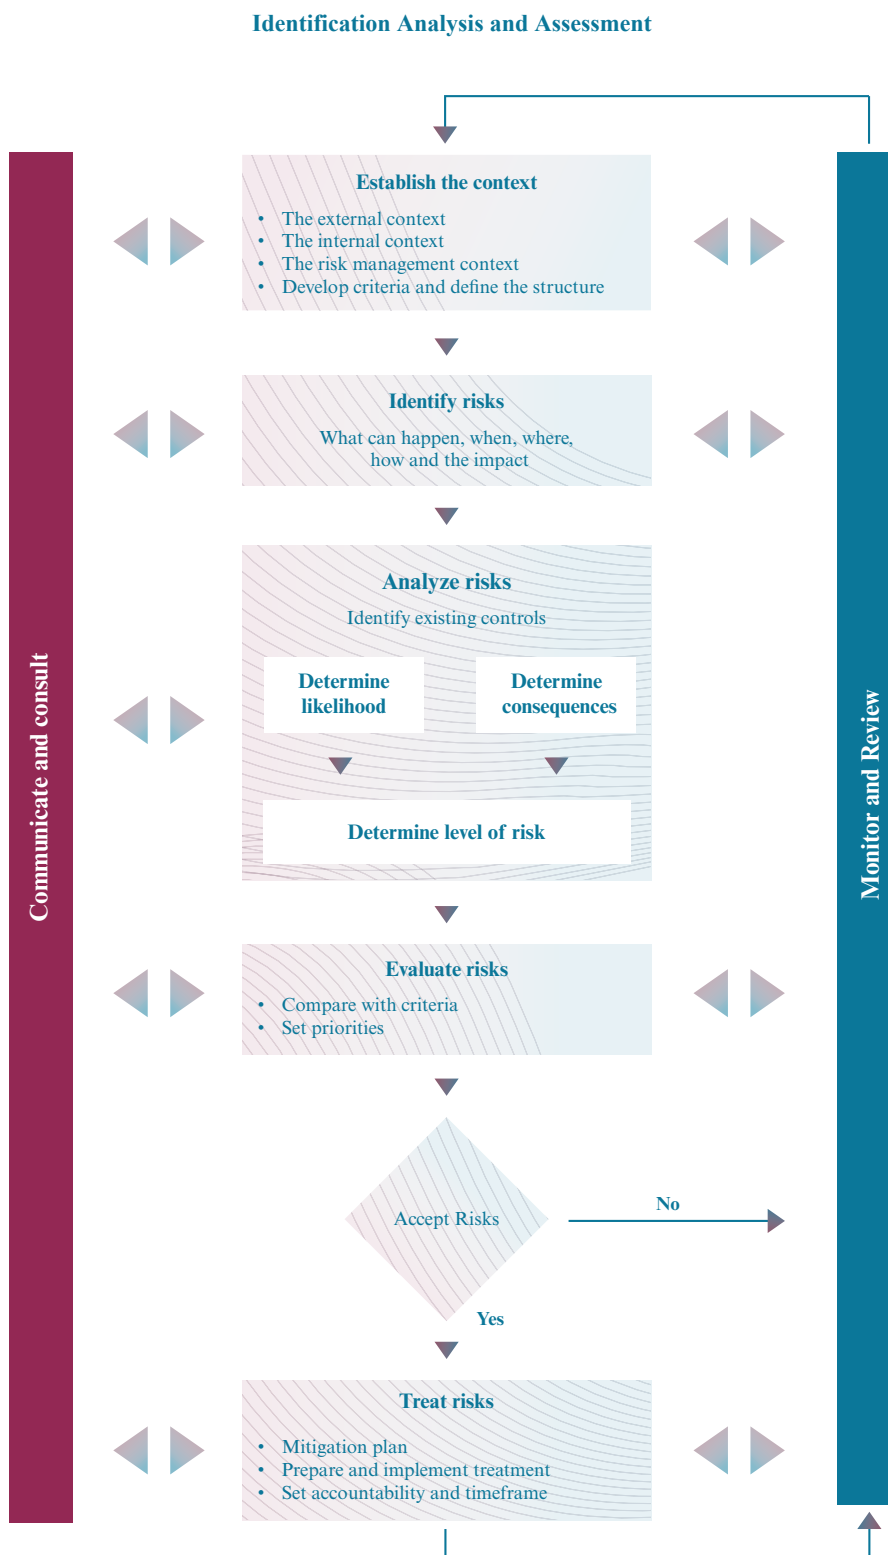 Identification Analysis and Assessment
Establish the context
• The external context
• The internal context
• The risk management context
• Develop criteria and define the structure
Identify risks
What can happen, when, where,
how and the impact
Analyze risks
Identify existing controls
Determine
likelihood
Determine
consequences
Determine level of risk
Communicate and consult
Monitor and Review
Evaluate risks
• Compare with criteria
• Set priorities
Accept Risks
No
Yes
Treat risks
• Mitigation plan
• Prepare and implement treatment
• Set accountability and timeframe